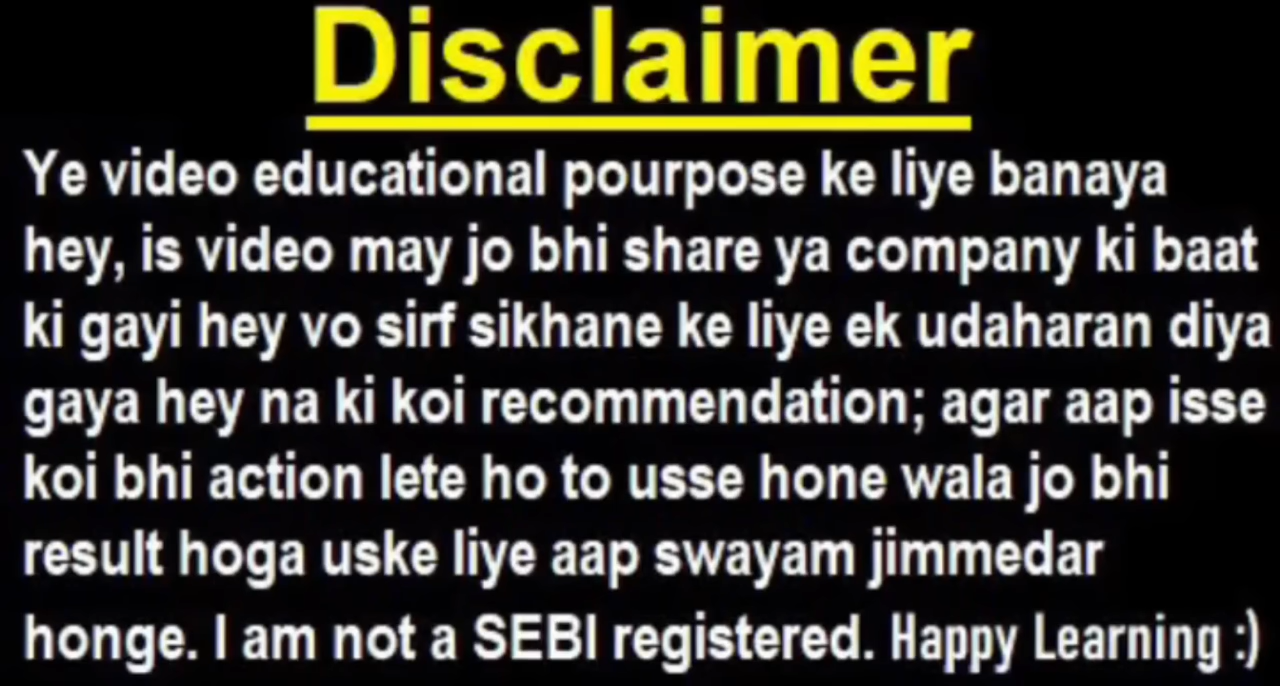 Disclaimer
Ye video educational pourpose ke liye banaya
hey, is video may jo bhi share ya company ki baat
ki gayi hey vo sirf sikhane ke liye ek udaharan diya
gaya hey na ki koi recommendation; agar aap isse
koi bhi action lete ho to usse hone wala jo bhi
result hoga uske liye aap swayam jimmedar
honge. I am not a SEBI registered. Happy Learning :)